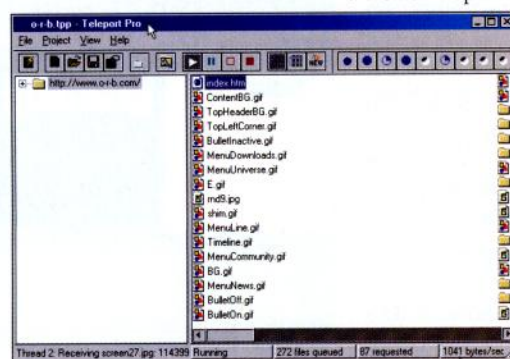 o-r-b.tpp - Teleport Pro
File Project View Help
NEW
http://www.o-r-b.com/
index.htm
ContentBG.gif
TopHeaderBG.gif
TopLeftCorner.gif
BulletInactive.gif
MenuDownloads.gif
MenuUniverse.gif
E.gif
md9.jpg
shim.gif
MenuLine.gif
Timeline.gif
MenuCommunity.gif
BG.gif
MenuNews.gif
BulletOff.gif
BulletOn.gif
Thread 2: Receiving screen27.jpg: 114399 Running 272 files queued 87 requested 1041 bytes/sec